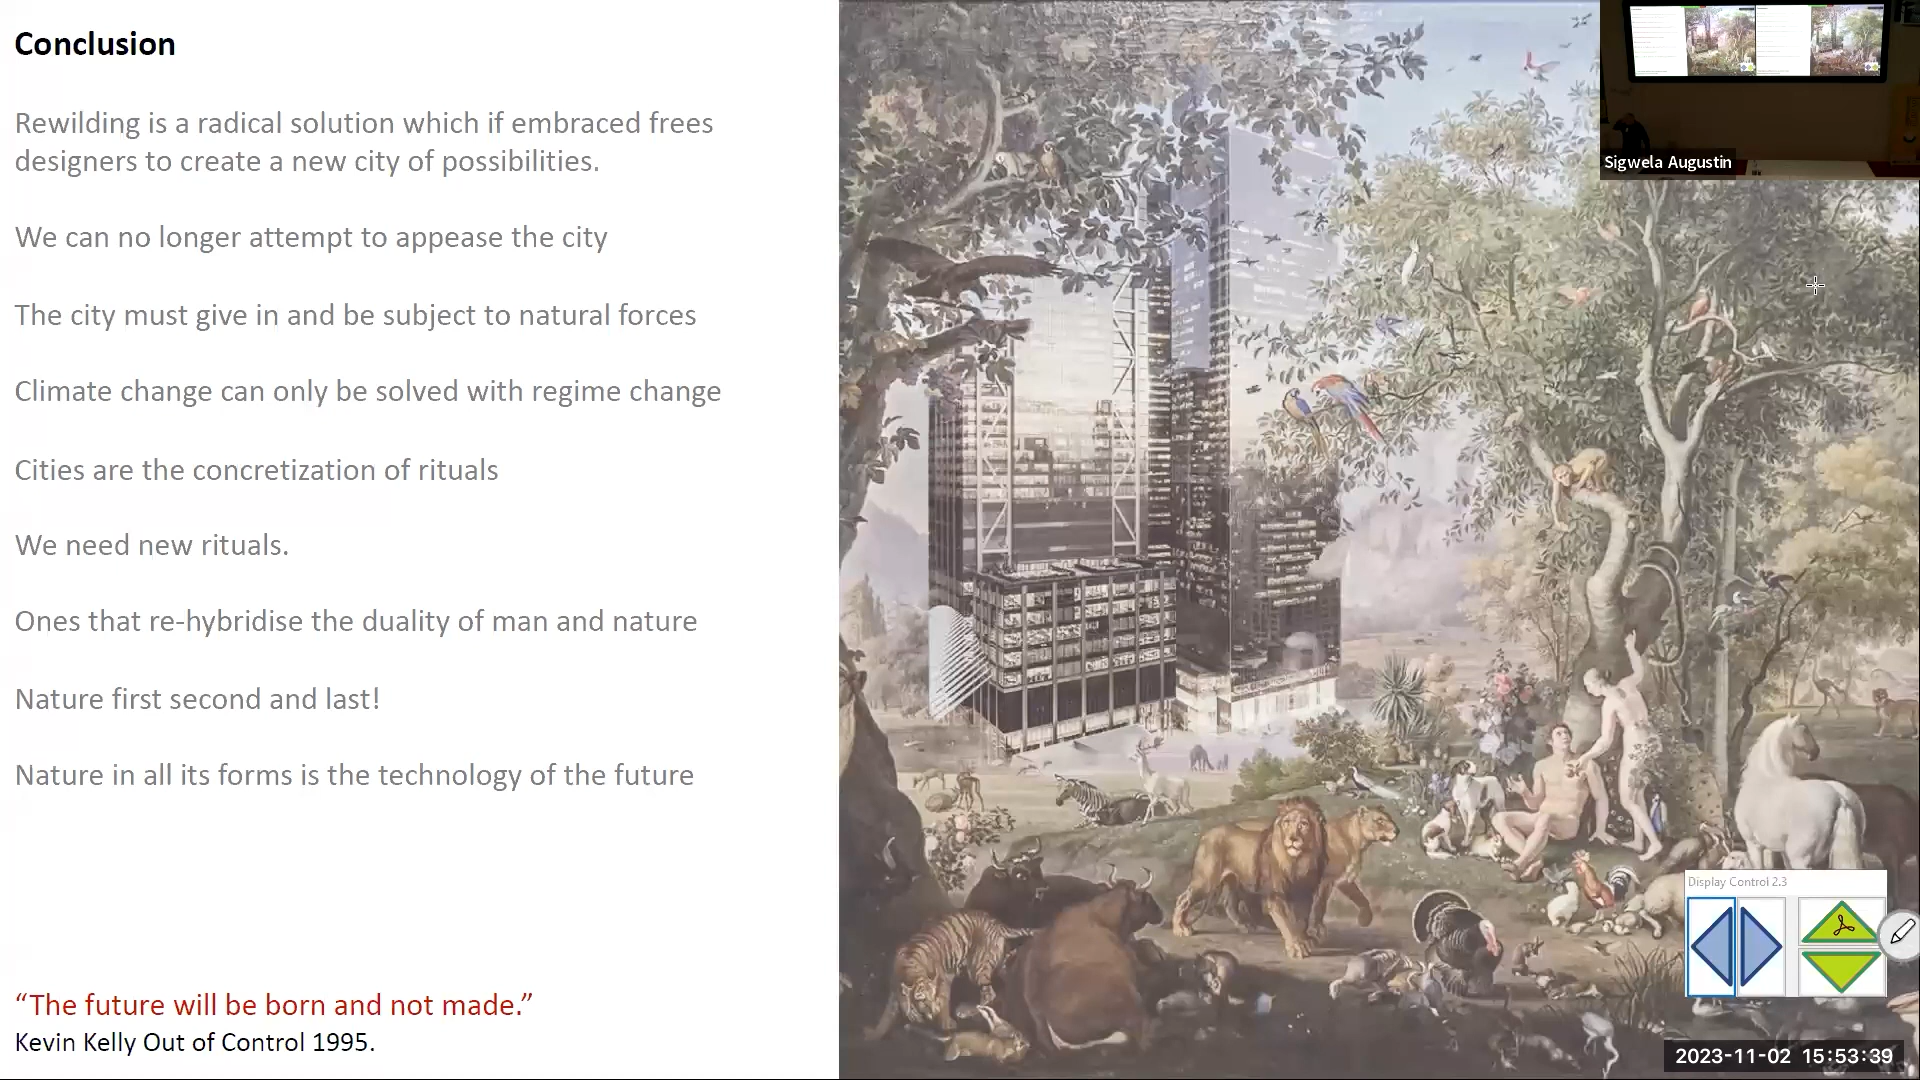 Conclusion
Rewilding is a radical solution which if embraced frees
designers to create a new city of possibilities.
We can no longer attempt to appease the city
The city must give in and be subject to natural forces
Climate change can only be solved with regime change
Cities are the concretization of rituals
We need new rituals.
Ones that re-hybridise the duality of man and nature
Nature first second and last!
Nature in all its forms is the technology of the future
“The future will be born and not made.”
Kevin Kelly Out of Control 1995.
Sigwela Augustin
Display Control 2.3
2023-11-02 15:53:39